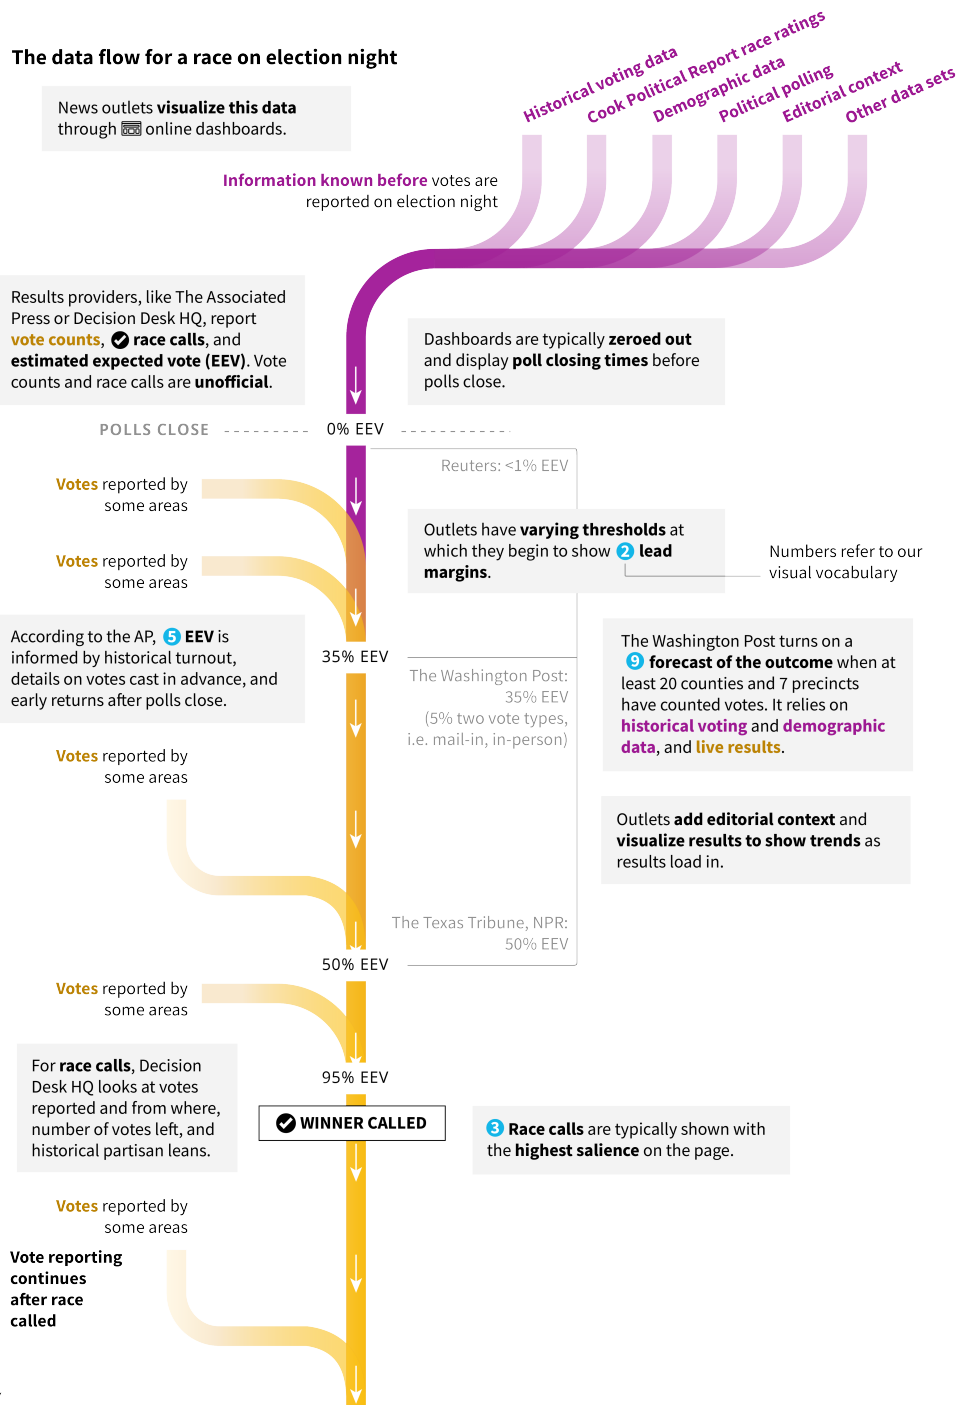 The data flow for a race on election night
News outlets visualize this data
through online dashboards.
Historical voting data
Cook Political Report race ratings
Demographic data
Political polling
Editorial context
Other data sets
Information known before votes are
reported on election night
Results providers, like The Associated
Press or Decision Desk HQ, report
vote counts, race calls, and
estimated expected vote (EEV). Vote
counts and race calls are unofficial.
Dashboards are typically zeroed out
and display poll closing times before
polls close.
POLLS CLOSE
0% EEV
Reuters: <1% EEV
Votes reported by
some areas
Outlets have varying thresholds at
which they begin to show 2 lead
margins.
Numbers refer to our
visual vocabulary
Votes reported by
some areas
According to the AP, 5 EEV is
informed by historical turnout,
details on votes cast in advance, and
early returns after polls close.
35% EEV
The Washington Post:
35% EEV
(5% two vote types,
i.e. mail-in, in-person)
The Washington Post turns on a
9 forecast of the outcome when at
least 20 counties and 7 precincts
have counted votes. It relies on
historical voting and demographic
data, and live results.
Votes reported by
some areas
Outlets add editorial context and
visualize results to show trends as
results load in.
The Texas Tribune, NPR:
50% EEV
50% EEV
Votes reported by
some areas
For race calls, Decision
Desk HQ looks at votes
reported and from where,
number of votes left, and
historical partisan leans.
95% EEV
WINNER CALLED
3 Race calls are typically shown with
the highest salience on the page.
Votes reported by
some areas
Vote reporting
continues
after race
called